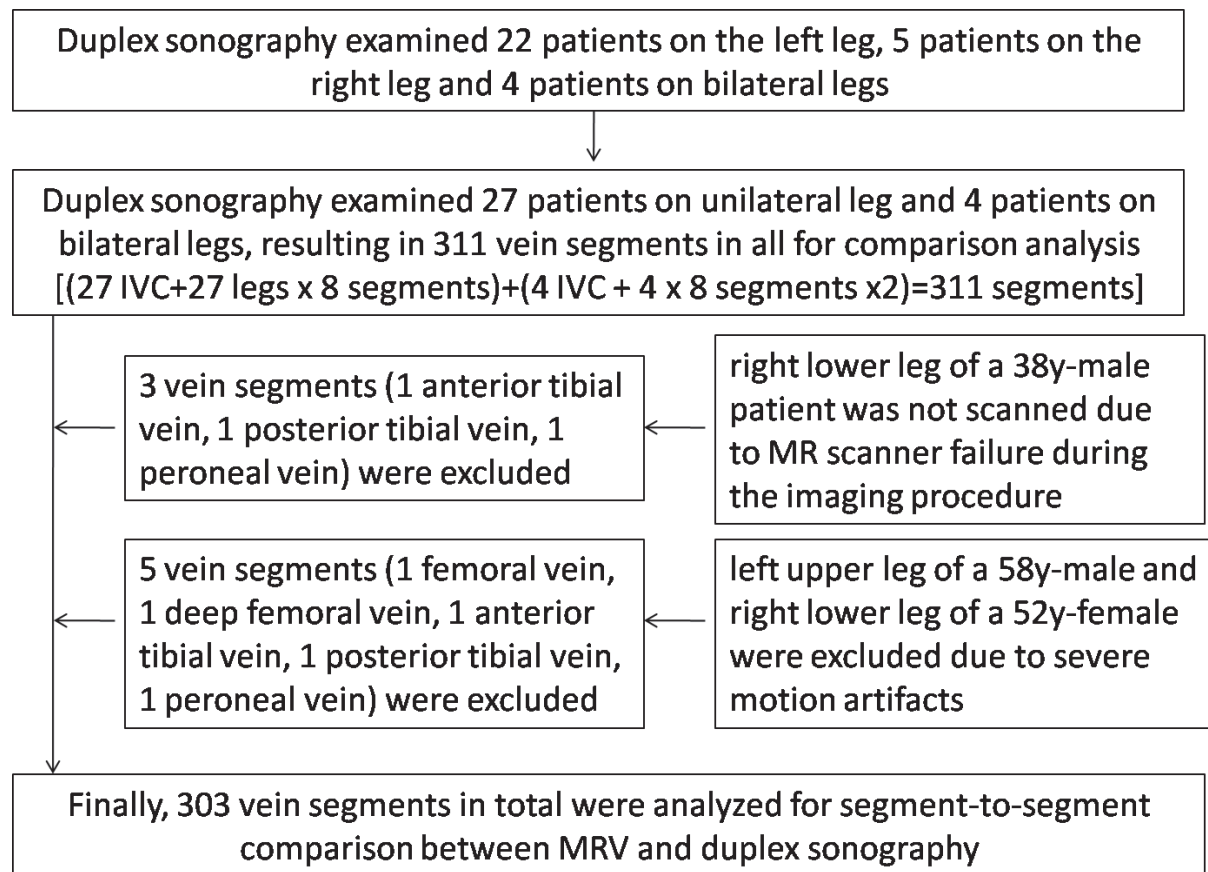 Duplex sonography examined 22 patients on the left leg, 5 patients on the
right leg and 4 patients on bilateral legs
Duplex sonography examined 27 patients on unilateral leg and 4 patients on
bilateral legs, resulting in 311 vein segments in all for comparison analysis
[(27 IVC+27 legs x 8 segments)+(4 IVC + 4 x 8 segments x2)=311 segments]
3 vein segments (1 anterior tibial
vein, 1 posterior tibial vein, 1
peroneal vein) were excluded
right lower leg of a 38y-male
patient was not scanned due
to MR scanner failure during
the imaging procedure
5 vein segments (1 femoral vein,
1 deep femoral vein, 1 anterior
tibial vein, 1 posterior tibial vein,
1 peroneal vein) were excluded
left upper leg of a 58y-male and
right lower leg of a 52y-female
were excluded due to severe
motion artifacts
Finally, 303 vein segments in total were analyzed for segment-to-segment
comparison between MRV and duplex sonography